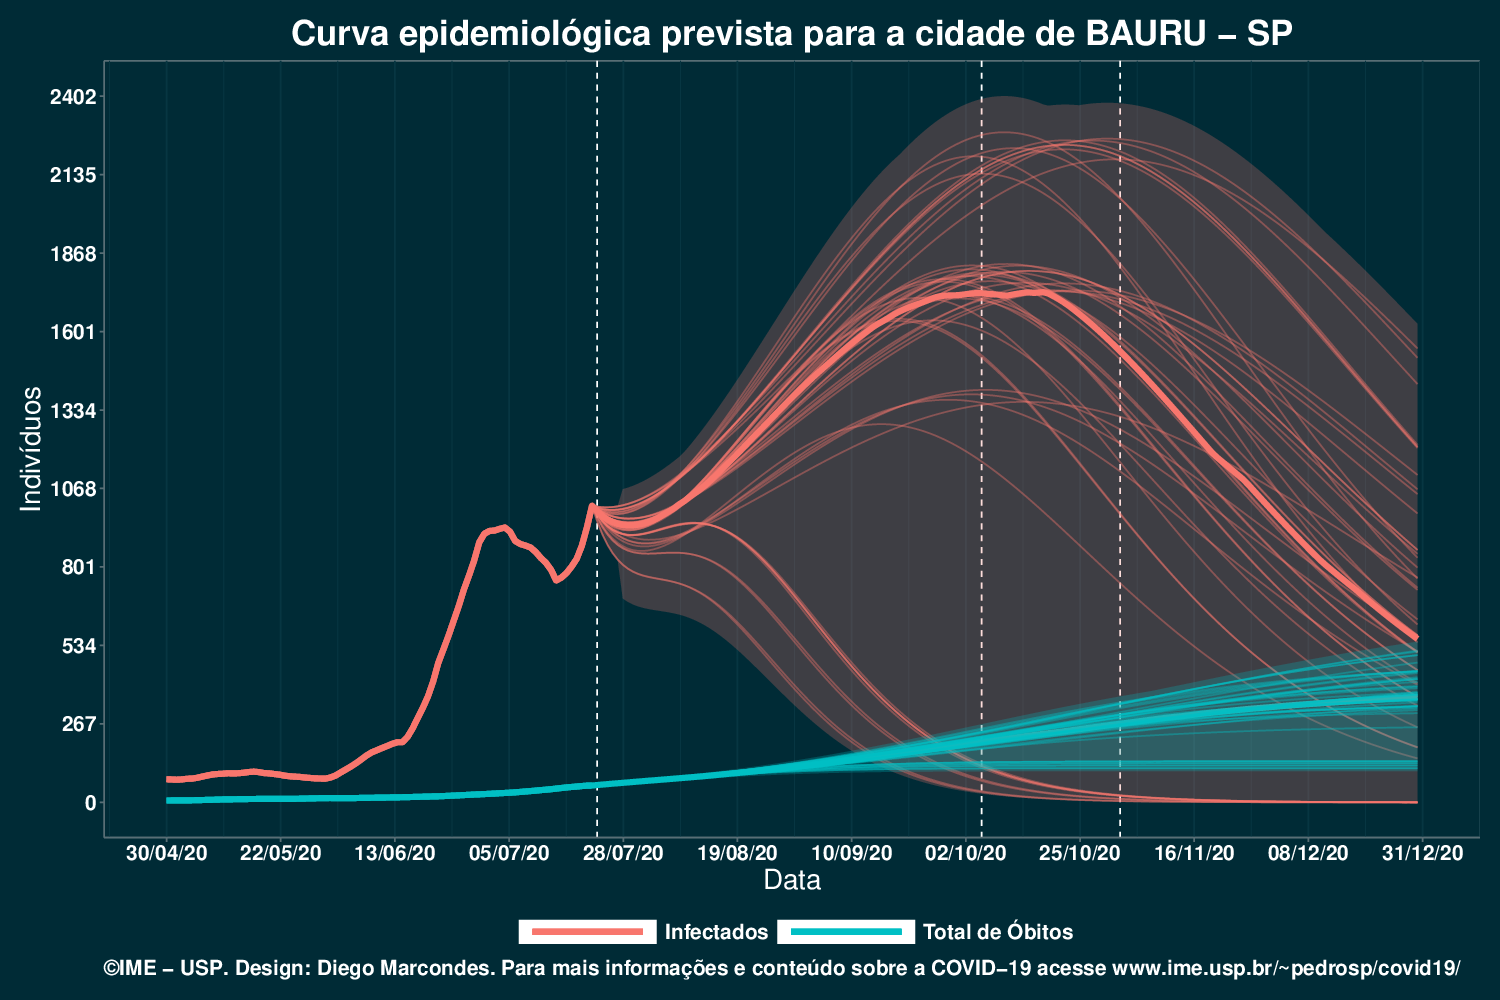 Curva epidemiológica prevista para a cidade de BAURU – SP
Indivíduos
2402
2135
1868
1601
1334
1068
801
534
267
0
30/04/20 22/05/20 13/06/20 05/07/20 28/07/20 19/08/20 10/09/20 02/10/20 25/10/20 16/11/20 08/12/20 31/12/20
Data
Infectados Total de Óbitos
©IME – USP. Design: Diego Marcondes. Para mais informações e conteúdo sobre a COVID–19 acesse www.ime.usp.br/~pedrosp/covid19/